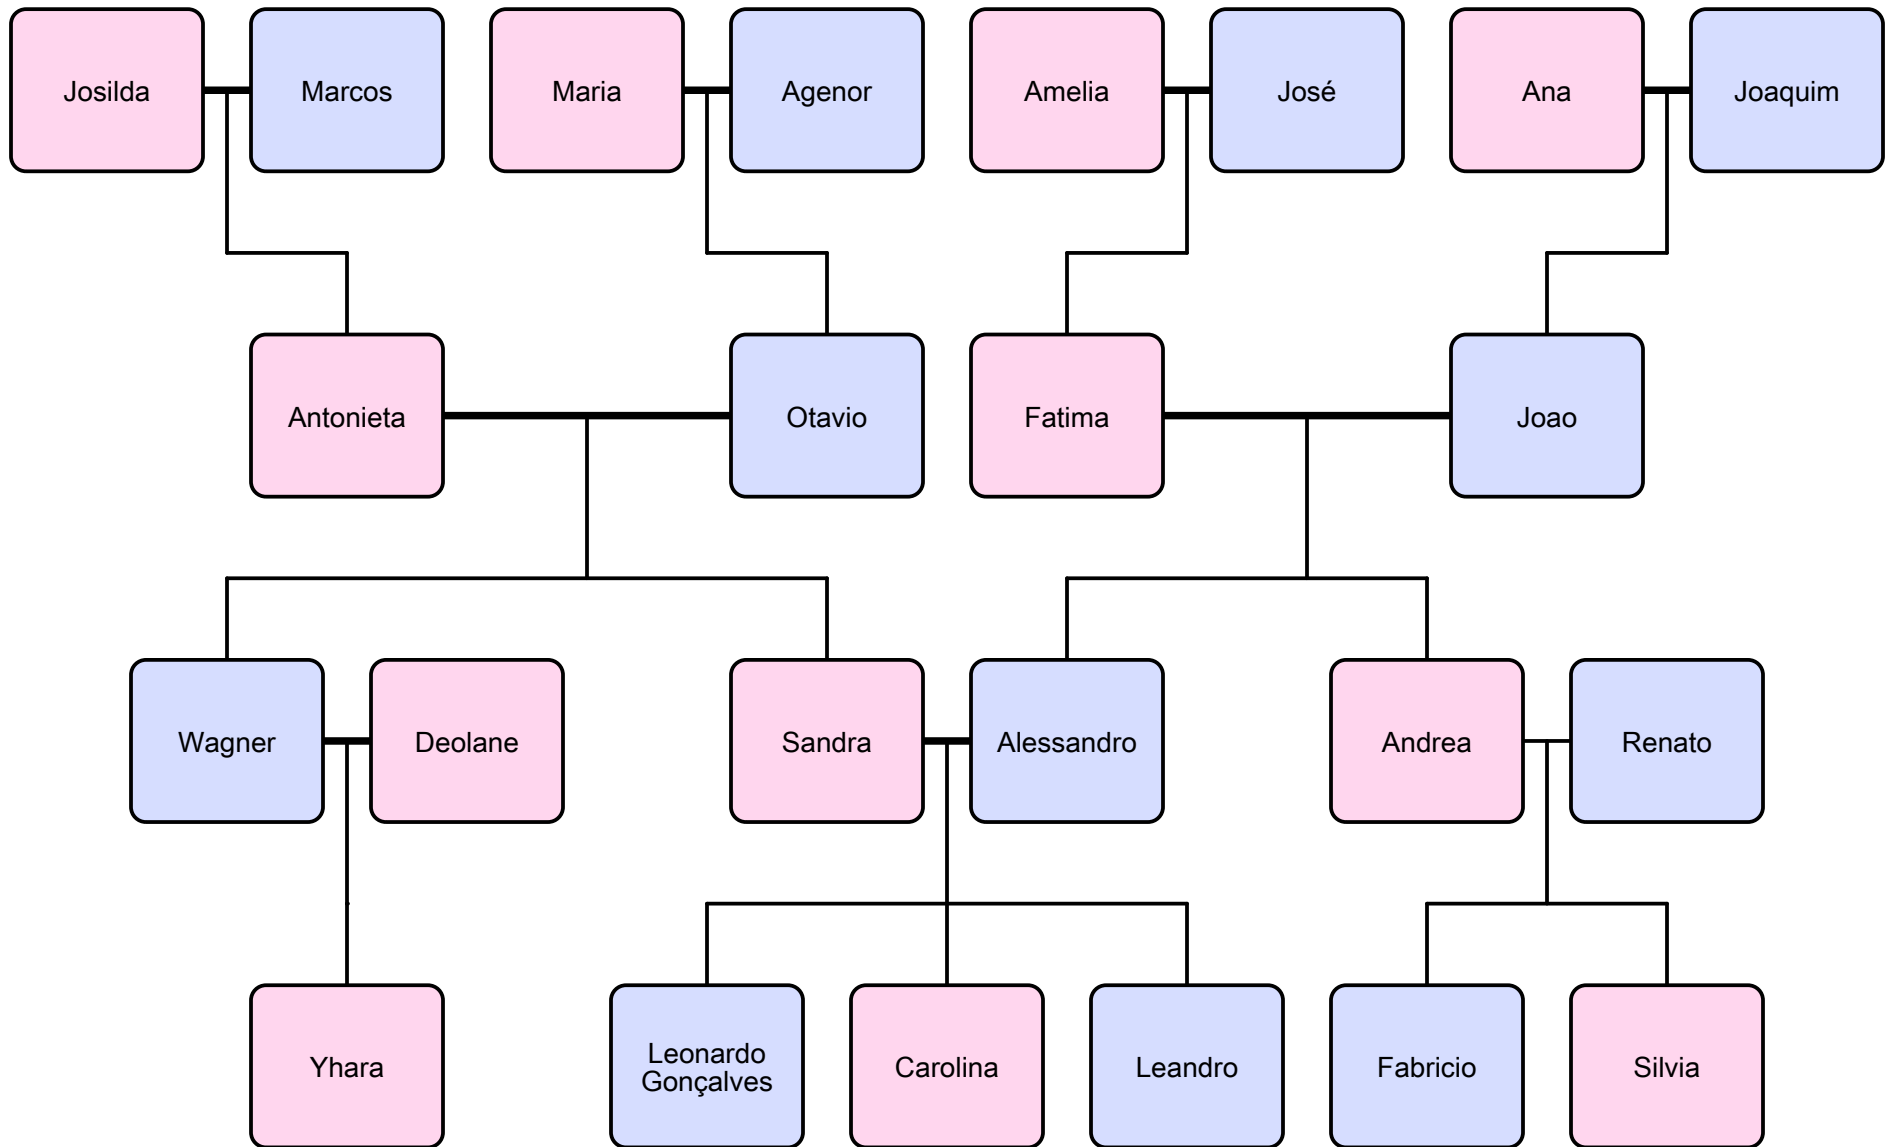 Josilda
Marcos
Maria
Agenor
Amelia
José
Ana
Joaquim
Antonieta
Otavio
Fatima
Joao
Wagner
Deolane
Sandra
Alessandro
Andrea
Renato
Yhara
Leonardo
Gonçalves
Carolina
Leandro
Fabricio
Silvia